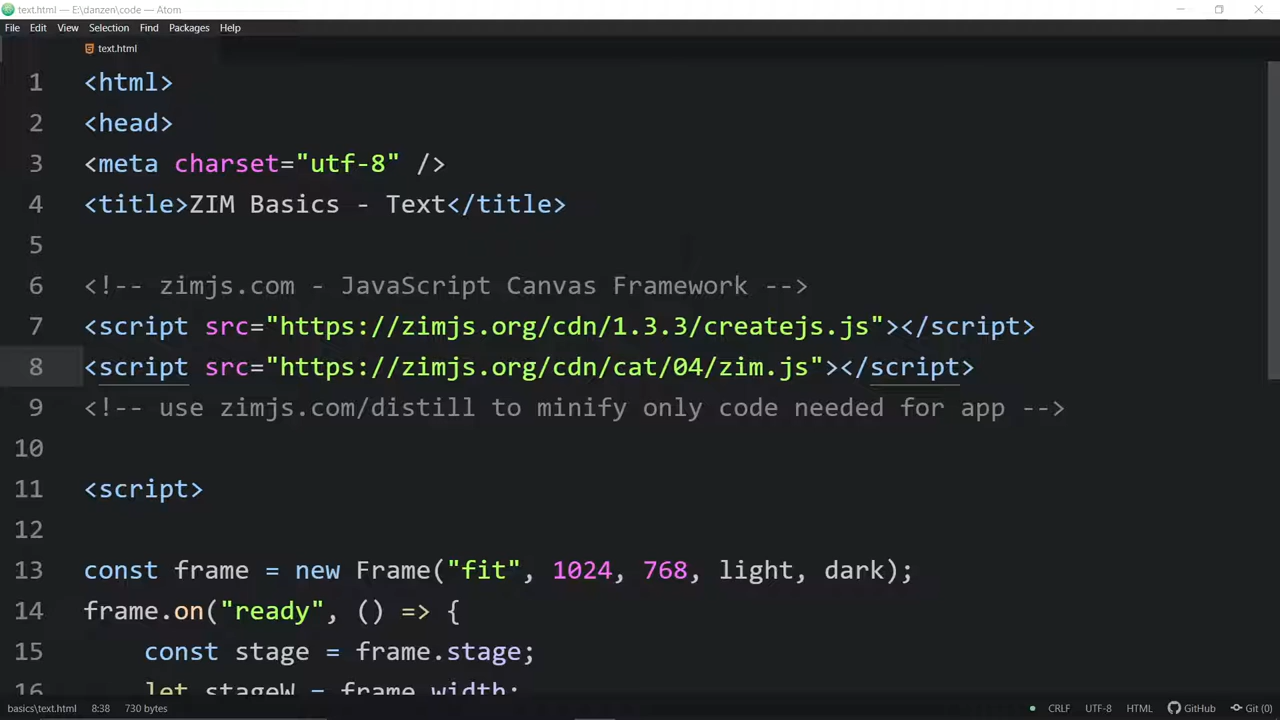 text.html — E:\danzen\code — Atom
File Edit View Selection Find Packages Help
text.html
1 <html>
2 <head>
3 <meta charset="utf-8" />
4 <title>ZIM Basics - Text</title>
5
6 <!-- zimjs.com - JavaScript Canvas Framework -->
7 <script src="https://zimjs.org/cdn/1.3.3/createjs.js"></script>
8 <script src="https://zimjs.org/cdn/cat/04/zim.js"></script>
9 <!-- use zimjs.com/distill to minify only code needed for app -->
10
11 <script>
12
13 const frame = new Frame("fit", 1024, 768, light, dark);
14 frame.on("ready", () => {
15 const stage = frame.stage;
16 let stageW = frame.width;
basics\text.html 8:38 730 bytes CRLF UTF-8 HTML GitHub Git (0)